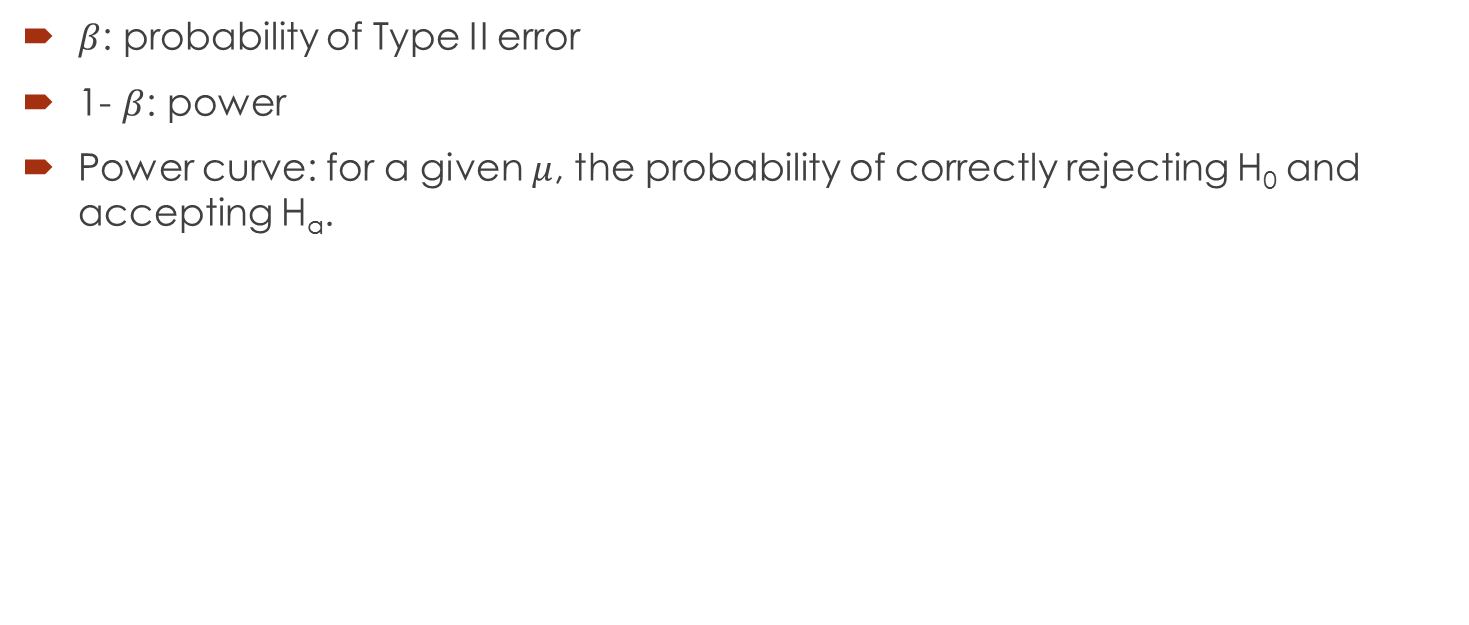 𝛽: probability of Type II error
1- 𝛽: power
Power curve: for a given 𝜇, the probability of correctly rejecting H₀ and
accepting Hₐ.